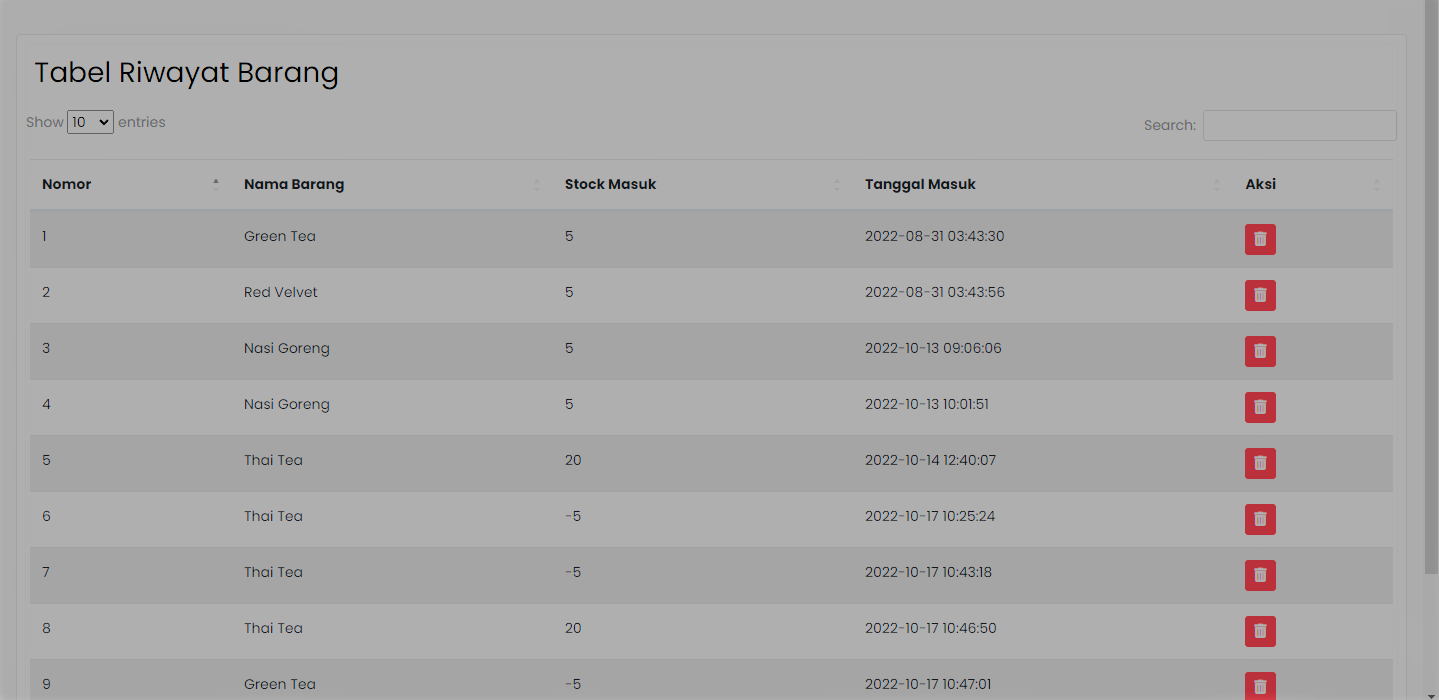 Tabel Riwayat Barang
Show 10 entries
Search:
Nomor Nama Barang Stock Masuk Tanggal Masuk Aksi
1 Green Tea 5 2022-08-31 03:43:30
2 Red Velvet 5 2022-08-31 03:43:56
3 Nasi Goreng 5 2022-10-13 09:06:06
4 Nasi Goreng 5 2022-10-13 10:01:51
5 Thai Tea 20 2022-10-14 12:40:07
6 Thai Tea -5 2022-10-17 10:25:24
7 Thai Tea -5 2022-10-17 10:43:18
8 Thai Tea 20 2022-10-17 10:46:50
9 Green Tea -5 2022-10-17 10:47:01